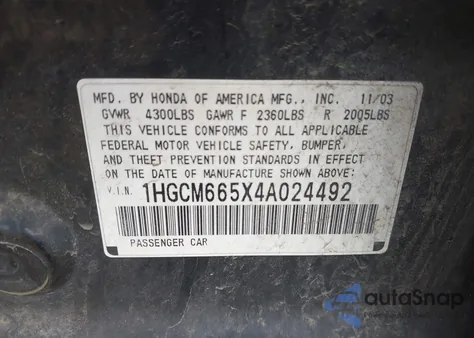 MFD. BY HONDA OF AMERICA MFG., INC. 11/03
GVWR 4300LBS GAWR F 2360LBS R 2005LBS
THIS VEHICLE CONFORMS TO ALL APPLICABLE
FEDERAL MOTOR VEHICLE SAFETY, BUMPER,
AND THEFT PREVENTION STANDARDS IN EFFECT
ON THE DATE OF MANUFACTURE SHOWN ABOVE.
V.I.N. 1HGCM665X4A024492
PASSENGER CAR
autoSnap